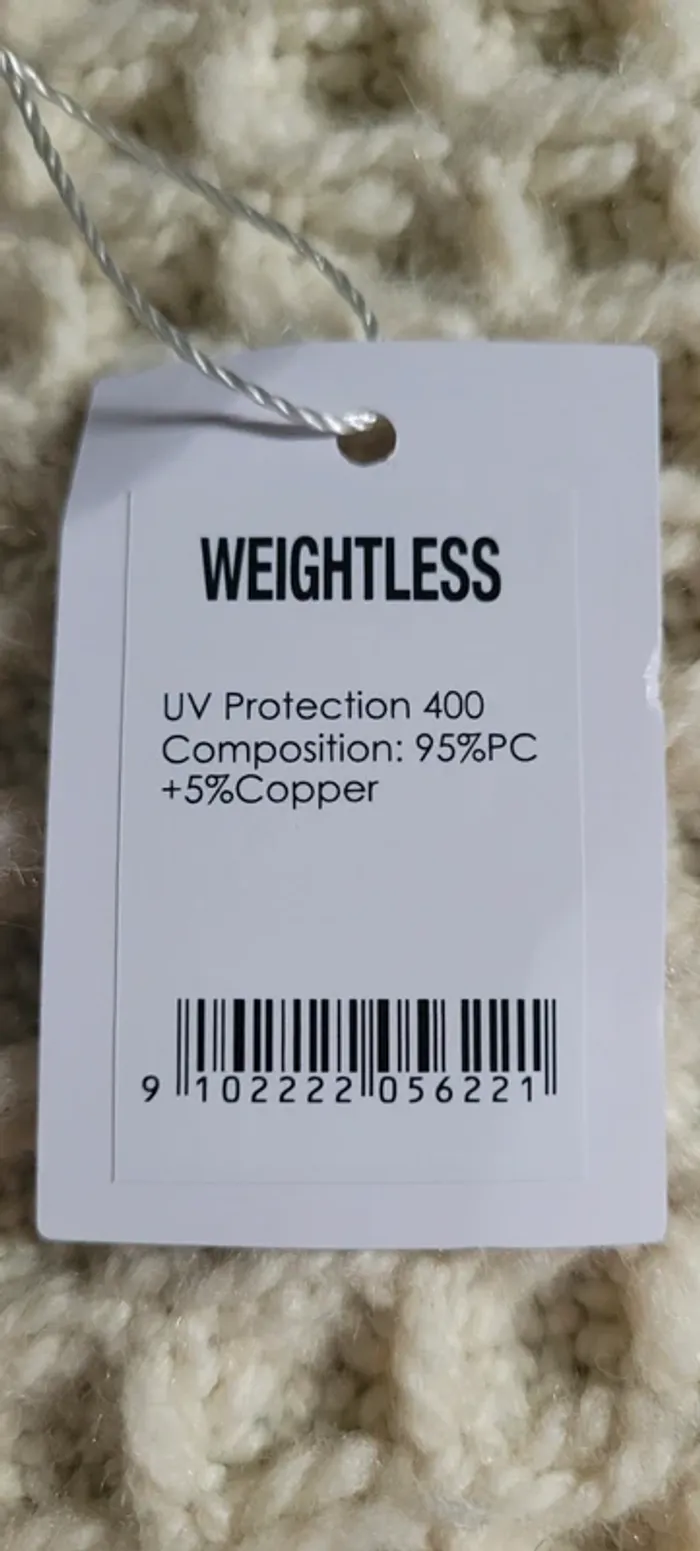 WEIGHTLESS
UV Protection 400
Composition: 95%PC
+5%Copper
9 102222 056221